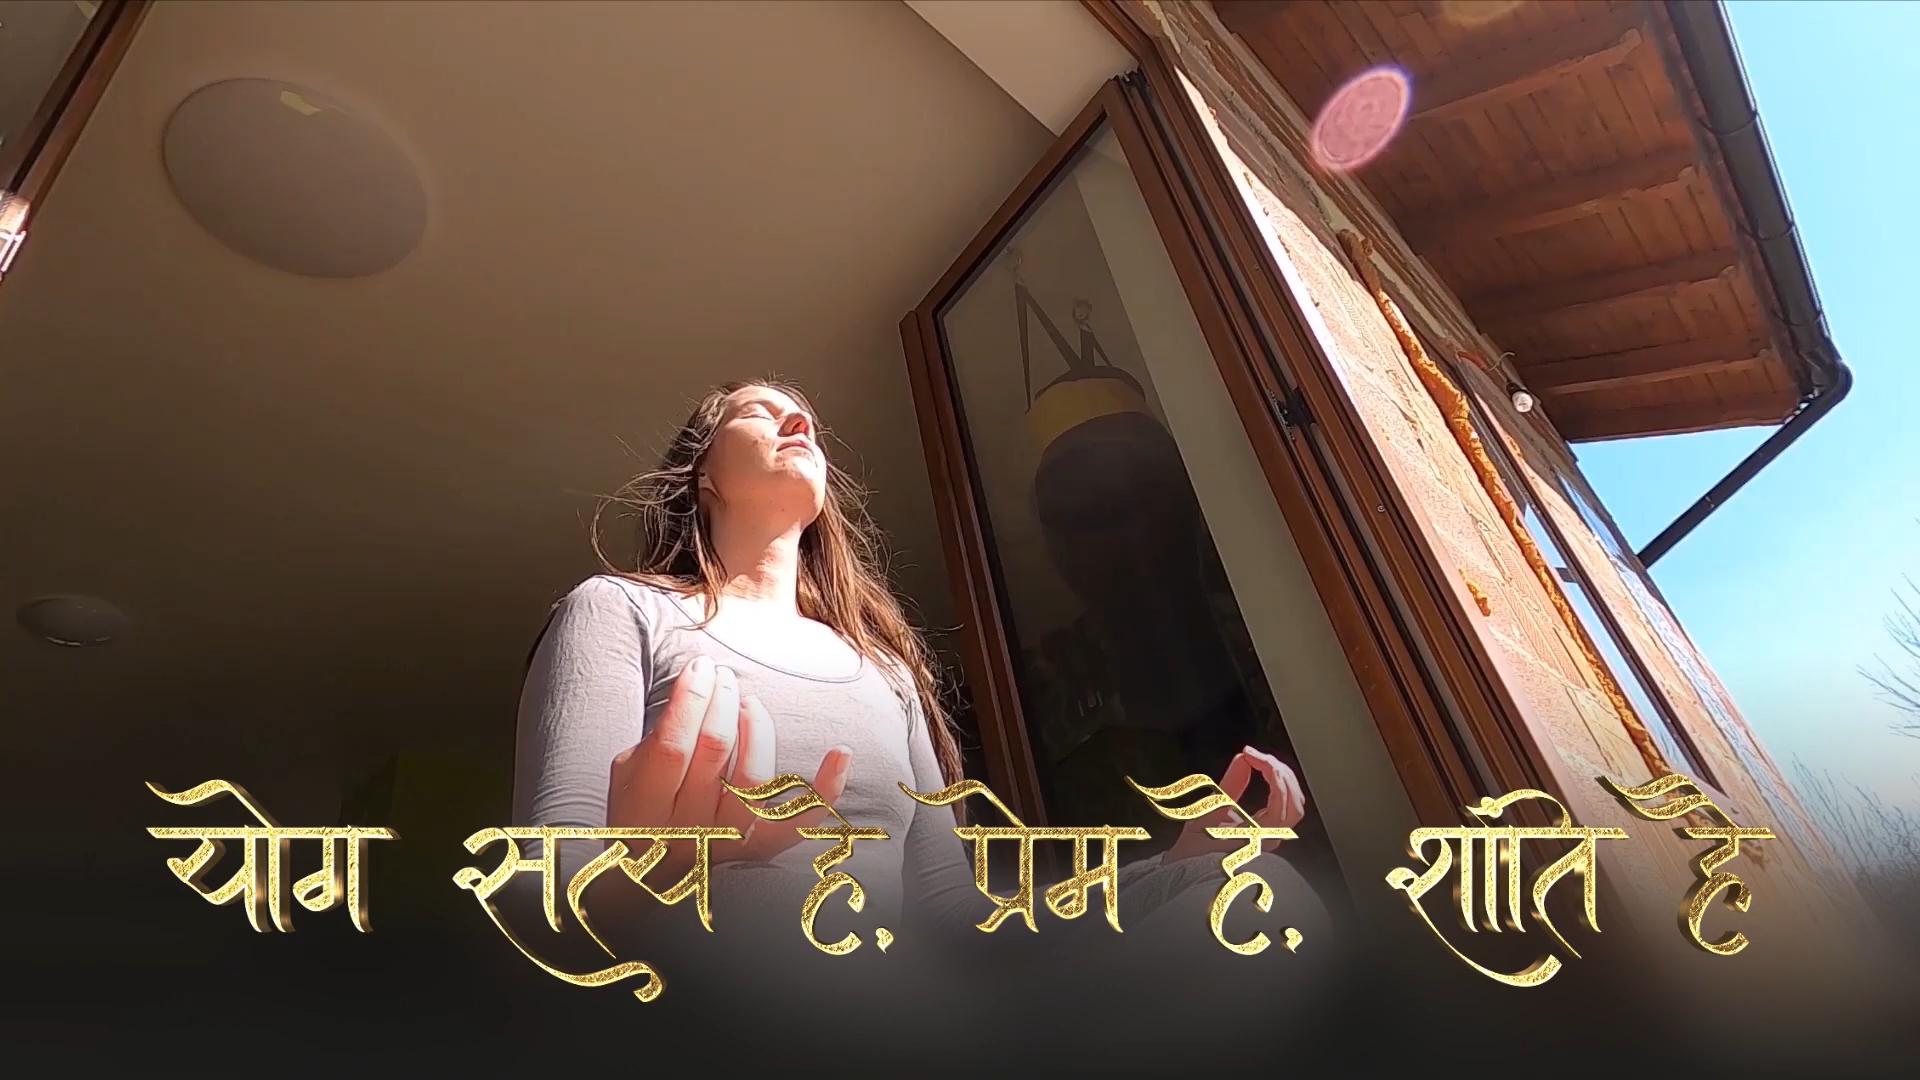 योग सत्य है, प्रेम है, शाँति है